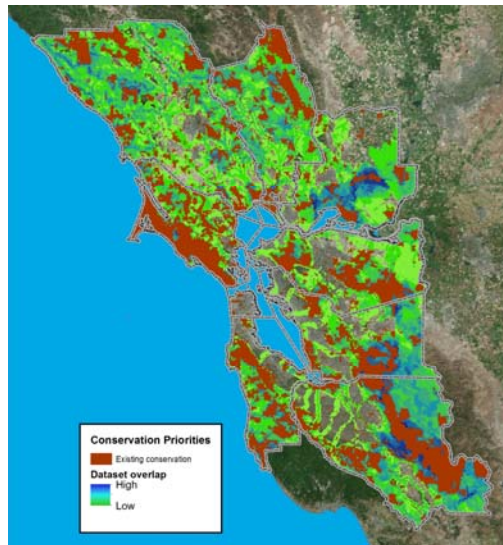 Conservation Priorities
Existing conservation
Dataset overlap
High
Low